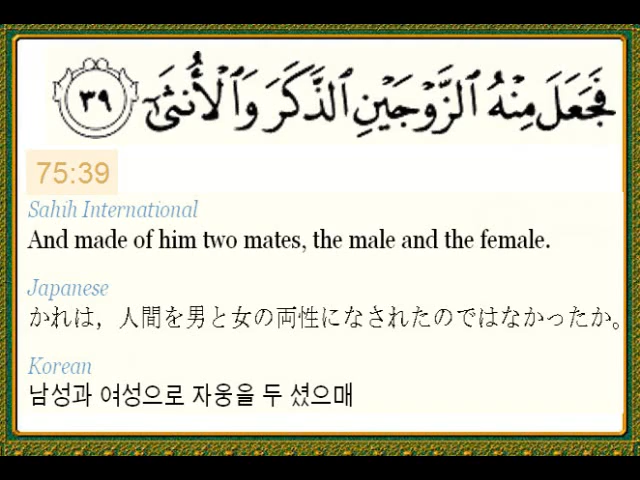 فَجَعَلَ مِنْهُ ٱلزَّوْجَيْنِ ٱلذَّكَرَ وَٱلْأُنثَىٰٓ ٣٩
75:39
Sahih International
And made of him two mates, the male and the female.
Japanese
かれは，人間を男と女の両性になされたのではなかったか。
Korean
남성과 여성으로 자웅을 두 셨으매